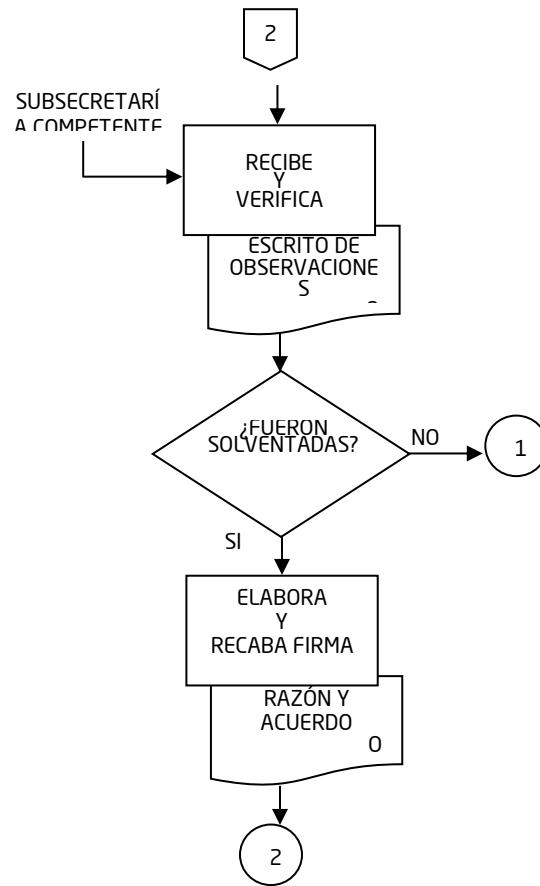 2
SUBSECRETARÍ
A COMPETENTE
RECIBE
Y
VERIFICA
ESCRITO DE
OBSERVACIONE
S
¿FUERON
SOLVENTADAS?
NO
1
SI
ELABORA
Y
RECABA FIRMA
RAZÓN Y
ACUERDO
O
2